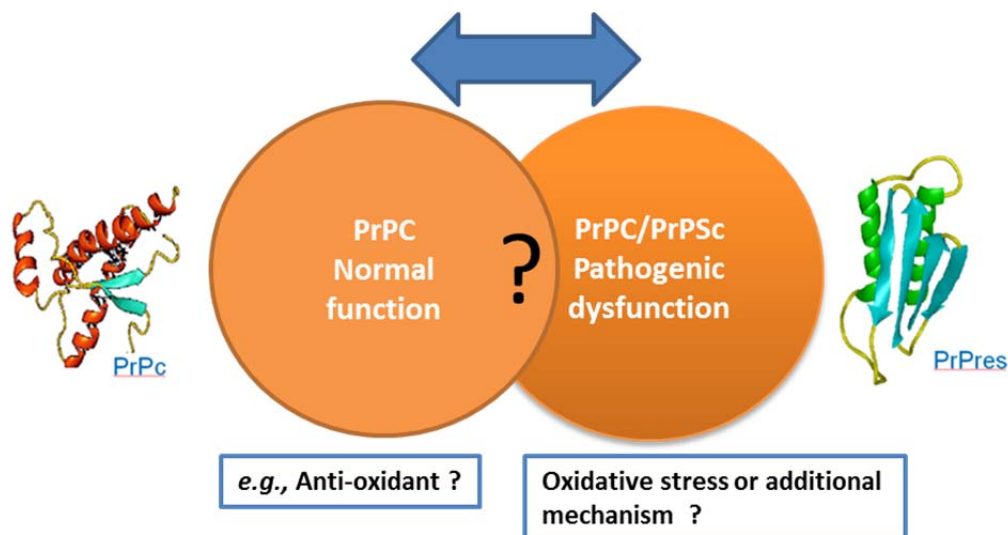 PrPC
Normal
function
?
PrPC/PrPSc
Pathogenic
dysfunction
PrPc
PrPres
e.g., Anti-oxidant ?
Oxidative stress or additional
mechanism ?